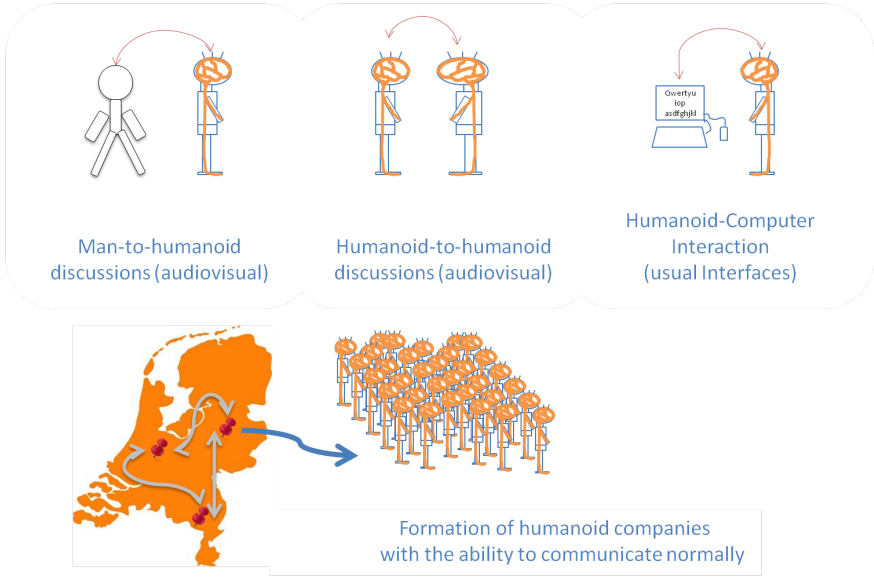 Qwertyu
iop
asdfghjkl
Man-to-humanoid
discussions (audiovisual)
Humanoid-to-humanoid
discussions (audiovisual)
Humanoid-Computer
Interaction
(usual Interfaces)
Formation of humanoid companies
with the ability to communicate normally